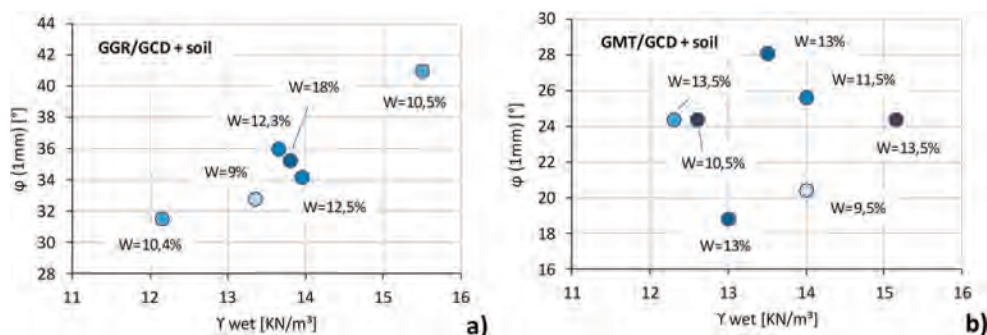 GGR/GCD + soil
φ (1mm) [°]
44
42
40
38
36
34
32
30
28
W=18%
W=10,5%
W=12,3%
W=9%
W=12,5%
W=10,4%
11
12
13
14
15
16
ϒ wet [KN/m³]
a)
GMT/GCD + soil
φ (1mm) [°]
30
28
26
24
22
20
18
16
W=13%
W=13,5%
W=11,5%
W=10,5%
W=13,5%
W=9,5%
W=13%
11
12
13
14
15
16
ϒ wet [KN/m³]
b)